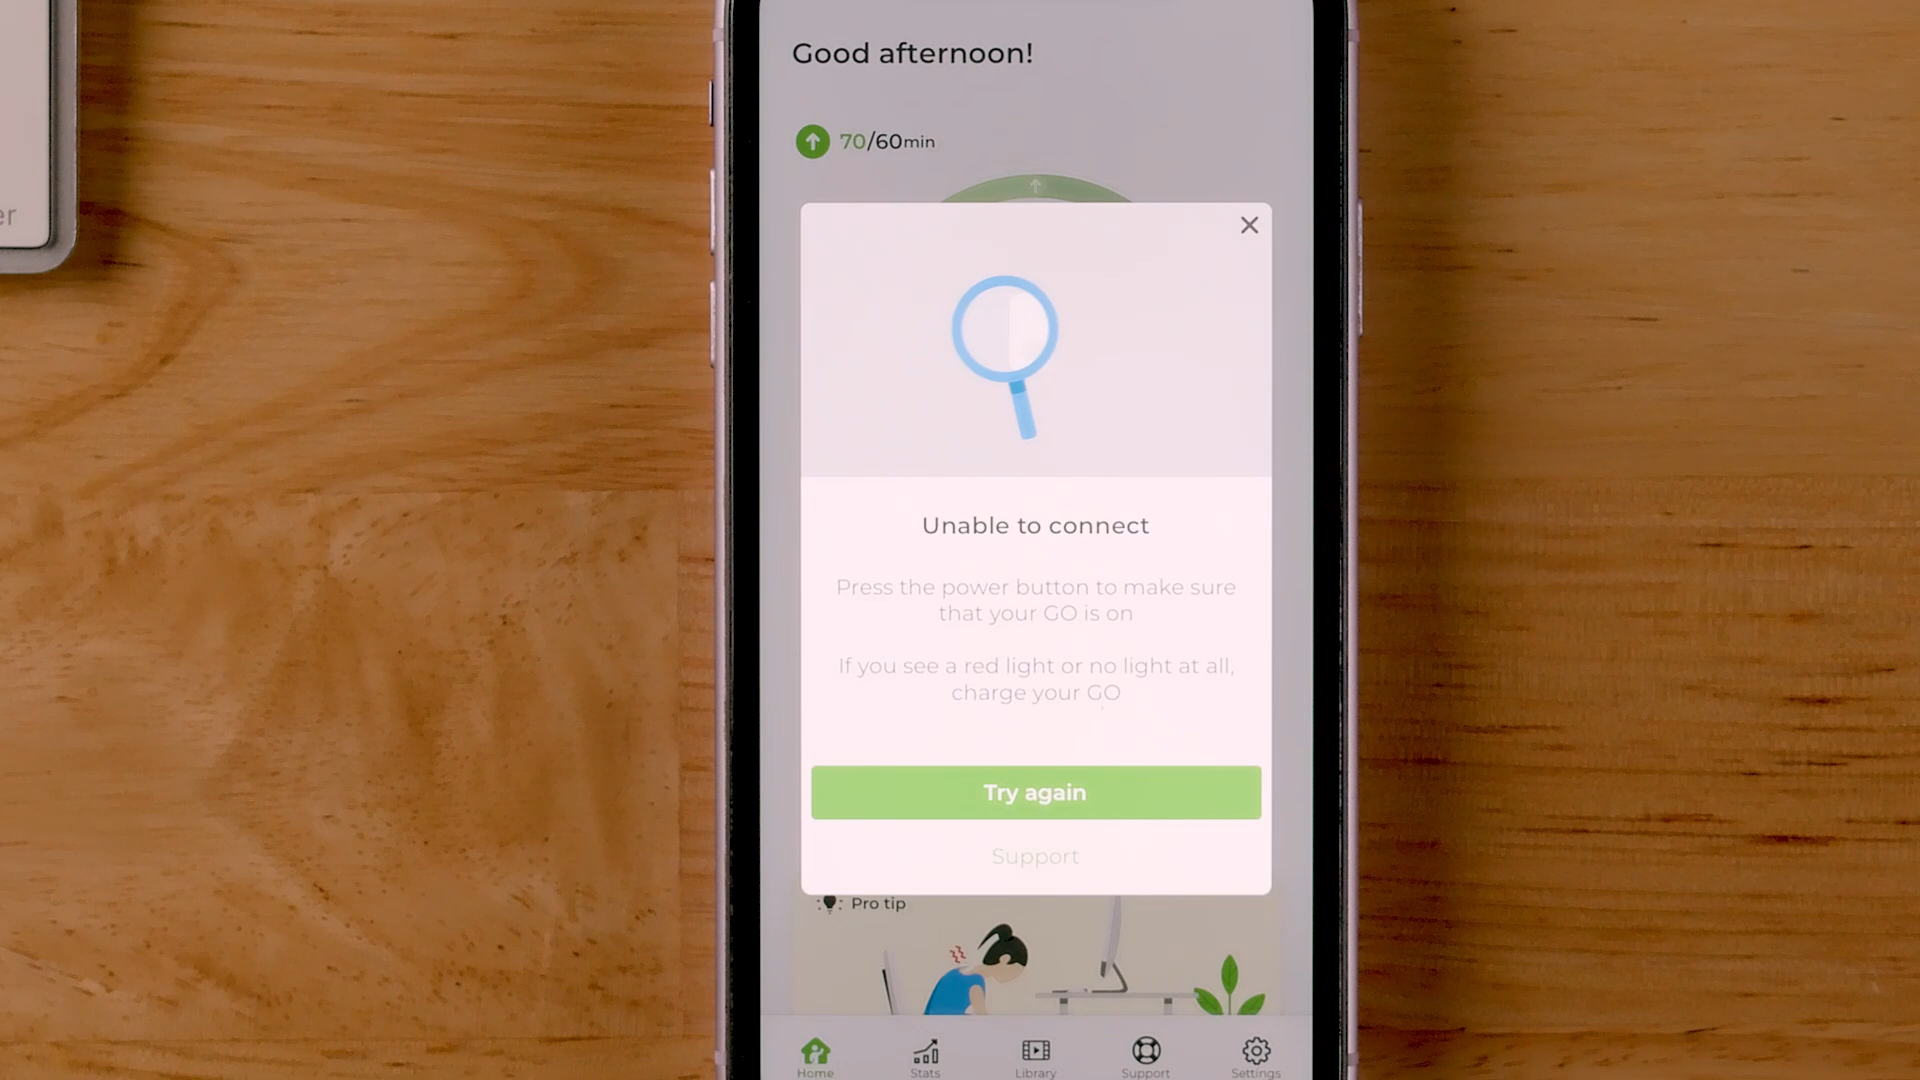 er
Good afternoon!
70/60min
Unable to connect
Press the power button to make sure
that your GO is on
If you see a red light or no light at all,
charge your GO
Try again
Support
Pro tip
Home
Stats
Library
Support
Settings